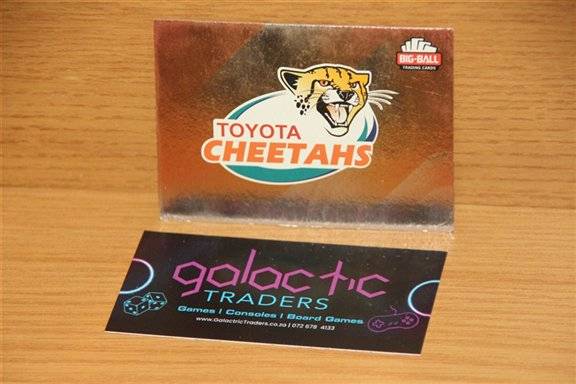 BIG-BALL
TRADING CARDS
TOYOTA
CHEETAHS
galactic
TRADERS
Games | Consoles | Board Games
www.GalacticTraders.co.za | 072 678 4133